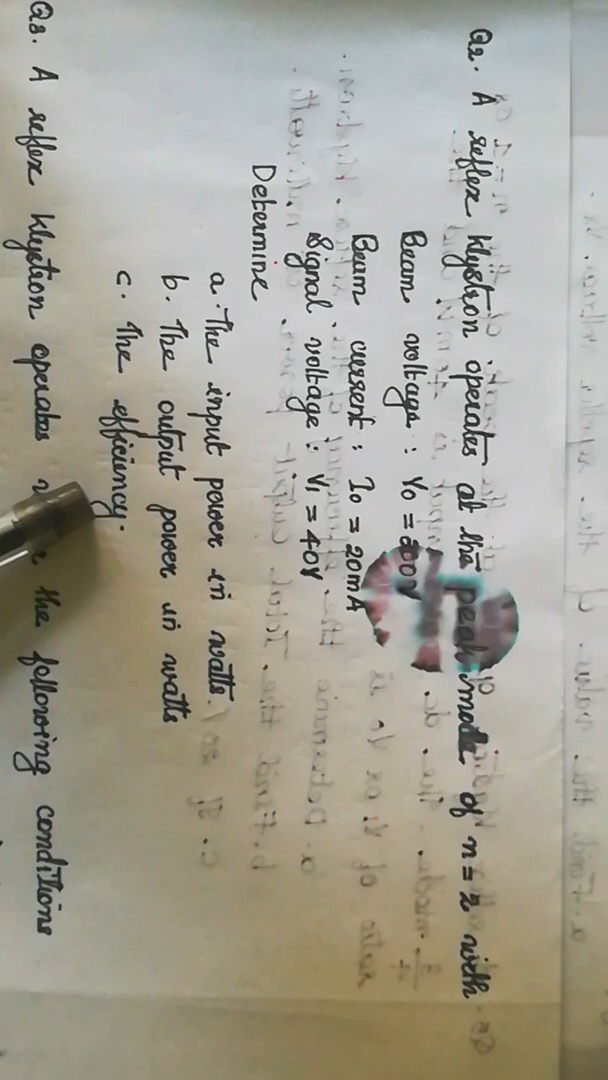 Q2. A reflex klystron operates at the peak mode of n=2 with
Beam voltage : V0 = 300V
Beam current : I0 = 20mA
Signal voltage : V1 = 40V
Determine
a. The input power in watts.
b. The output power in watts
c. The efficiency.
Q3. A reflex klystron operates the following conditions